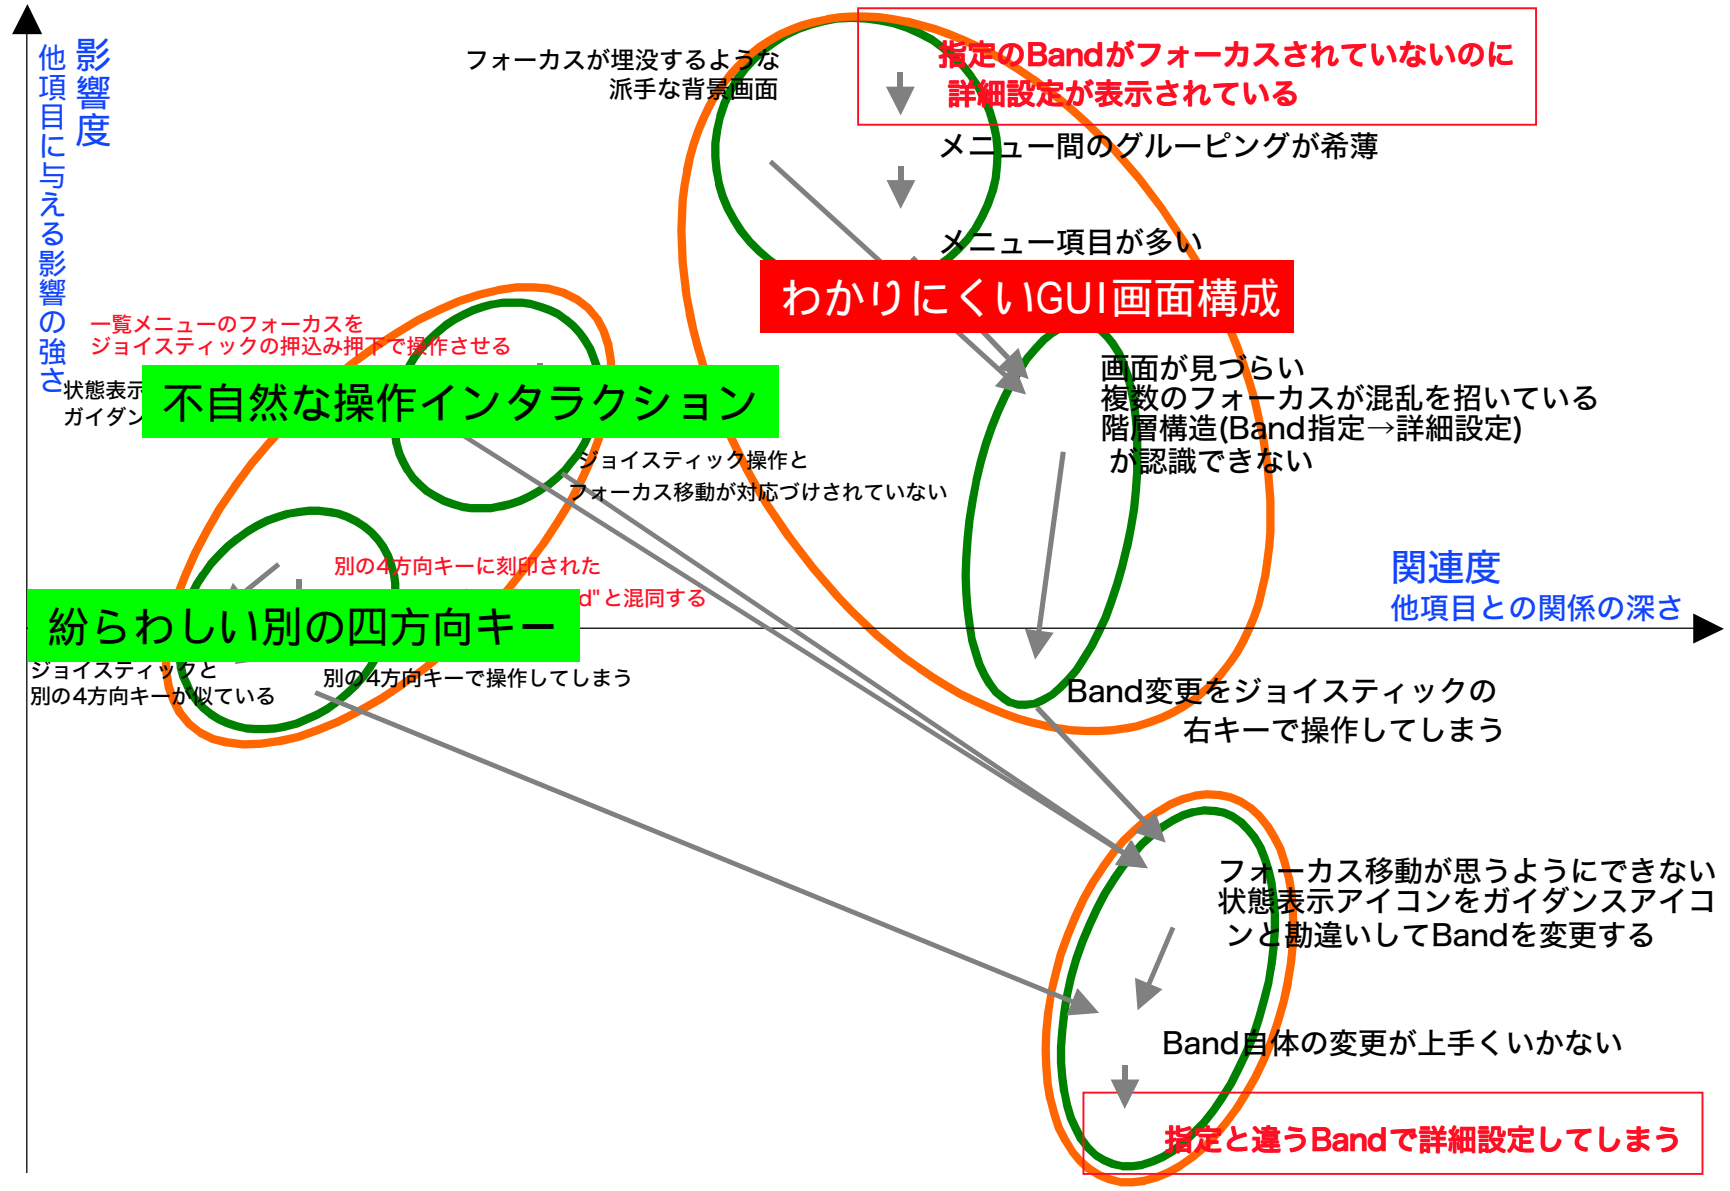 影響度
他項目に与える影響の強さ
フォーカスが埋没するような
派手な背景画面
指定のBandがフォーカスされていないのに
詳細設定が表示されている
メニュー間のグルーピングが希薄
メニュー項目が多い
わかりにくいGUI画面構成
一覧メニューのフォーカスを
ジョイスティックの押込み押下で操作させる
状態表示
ガイダン
不自然な操作インタラクション
画面が見づらい
複数のフォーカスが混乱を招いている
階層構造(Band指定→詳細設定)
が認識できない
ジョイスティック操作と
フォーカス移動が対応づけされていない
関連度
他項目との関係の深さ
別の4方向キーに刻印された
d"と混同する
紛らわしい別の四方向キー
ジョイスティックと
別の4方向キーが似ている
別の4方向キーで操作してしまう
Band変更をジョイスティックの
右キーで操作してしまう
フォーカス移動が思うようにできない
状態表示アイコンをガイダンスアイコ
ンと勘違いしてBandを変更する
Band自体の変更が上手くいかない
指定と違うBandで詳細設定してしまう